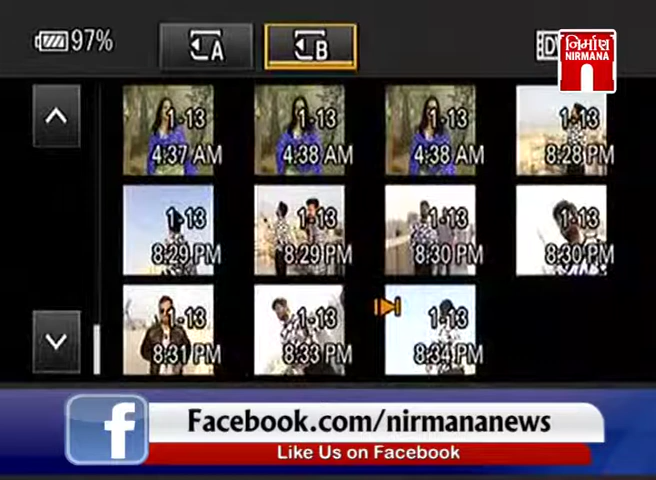 97%
A
B
DV
નિર્માણ
NIRMANA
1-13
4:37 AM
1-13
4:38 AM
1-13
4:38 AM
1-13
8:28 PM
1-13
8:29 PM
1-13
8:29 PM
1-13
8:30 PM
1-13
8:30 PM
1-13
8:31 PM
1-13
8:33 PM
1-13
8:34 PM
Facebook.com/nirmananews
Like Us on Facebook